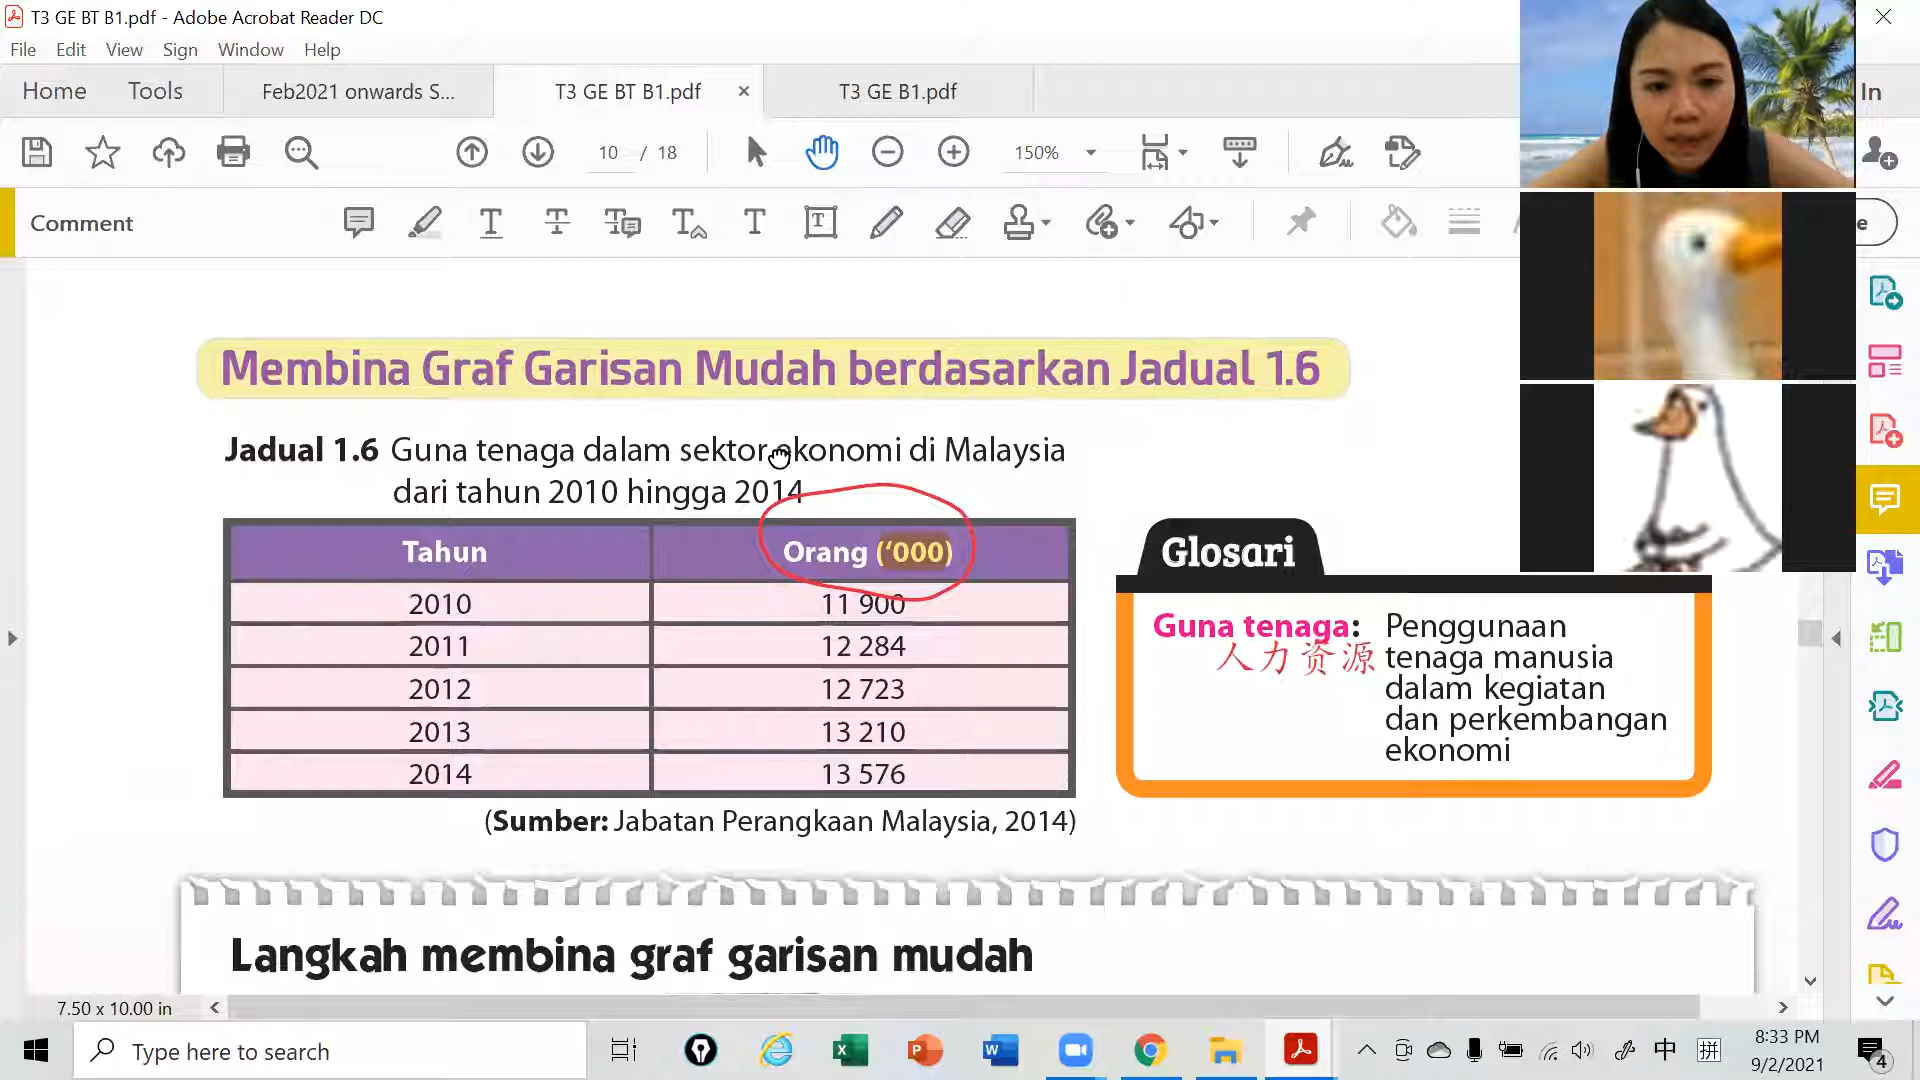 T3 GE BT B1.pdf - Adobe Acrobat Reader DC
File Edit View Sign Window Help
Home Tools Feb2021 onwards S... T3 GE BT B1.pdf × T3 GE B1.pdf In
10 / 18 150%
Comment e
Membina Graf Garisan Mudah berdasarkan Jadual 1.6
Jadual 1.6 Guna tenaga dalam sektor ekonomi di Malaysia
dari tahun 2010 hingga 2014
Tahun Orang (‘000)
2010 11 900
2011 12 284
2012 12 723
2013 13 210
2014 13 576
(Sumber: Jabatan Perangkaan Malaysia, 2014)
Glosari
Guna tenaga: Penggunaan
人力资源 tenaga manusia
dalam kegiatan
dan perkembangan
ekonomi
Langkah membina graf garisan mudah
7.50 x 10.00 in
Type here to search
中 拼
8:33 PM
9/2/2021
4